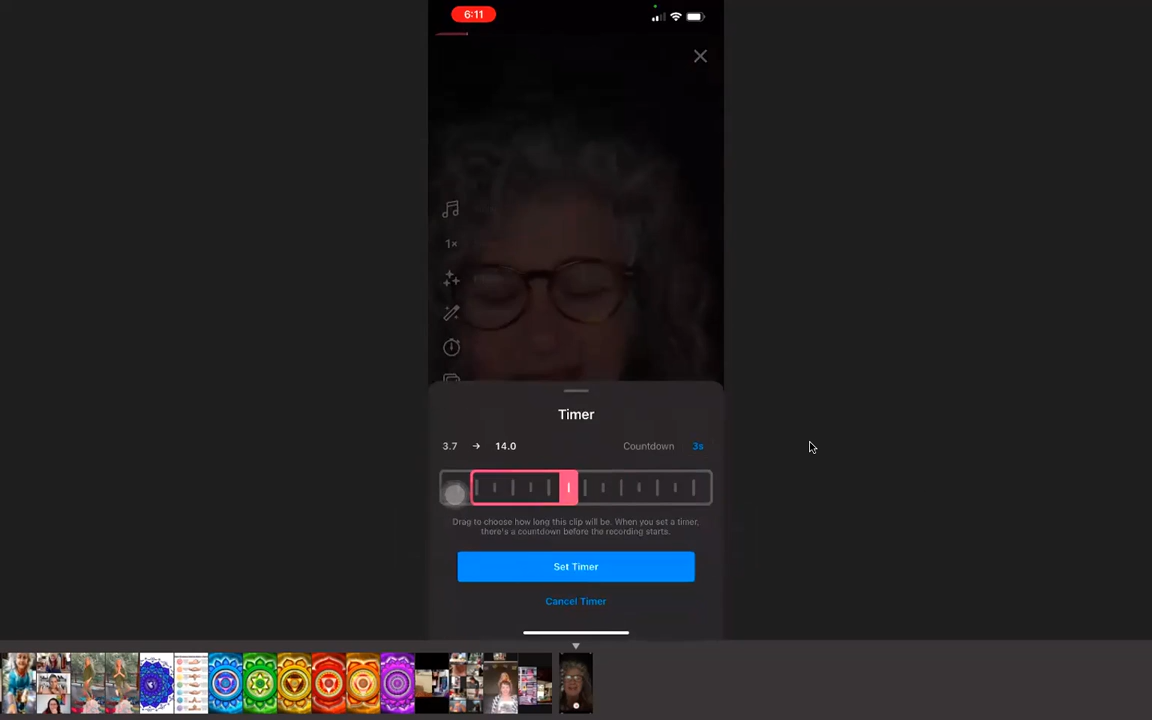 6:11
1×
Timer
3.7 → 14.0 Countdown 3s
Drag to choose how long this clip will be. When you set a timer,
there's a countdown before the recording starts.
Set Timer
Cancel Timer